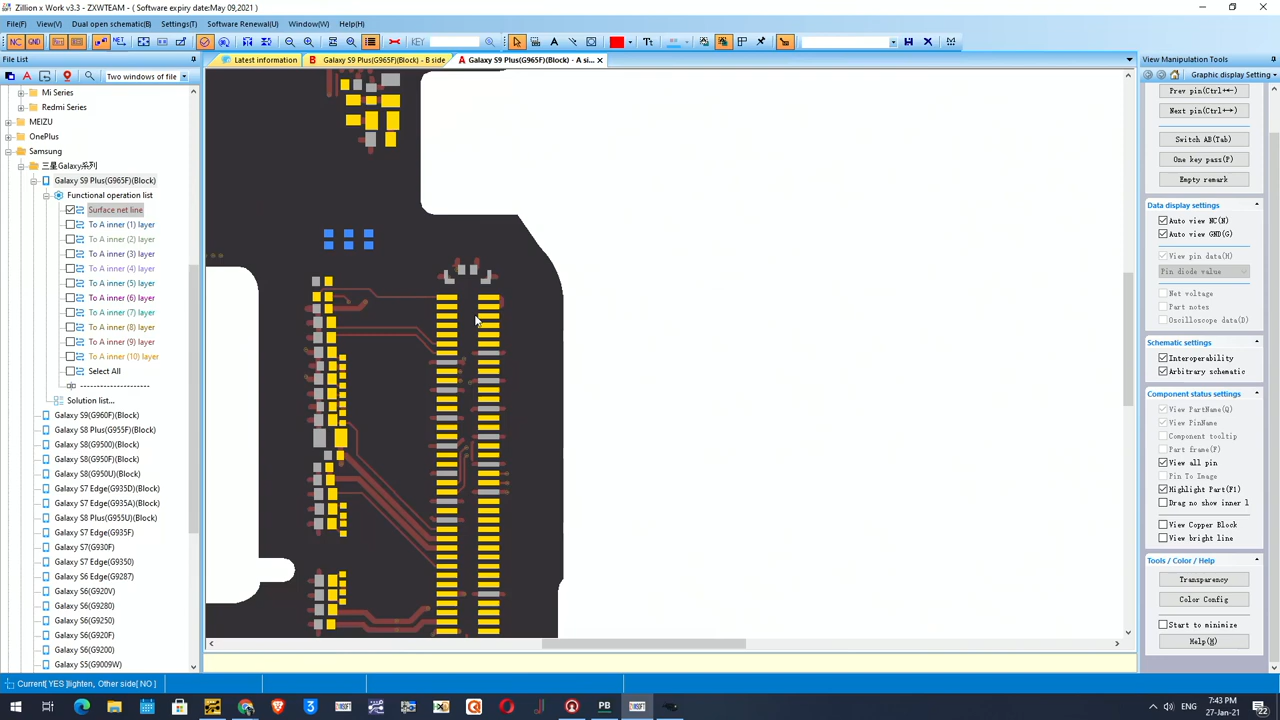 Zillion x Work v3.3 - ZXWTEAM - ( Software expiry date:May 09,2021 )
File(F) View(V) Dual open schematic(B) Settings(T) Software Renewal(U) Window(W) Help(H)
NC GND NET KEY:
File List
Latest information
B Galaxy S9 Plus(G965F)(Block) - B side
A Galaxy S9 Plus(G965F)(Block) - A si...
View Manipulation Tools
Two windows of file
Graphic display Setting
Mi Series
Redmi Series
MEIZU
OnePlus
Samsung
三星Galaxy系列
Galaxy S9 Plus(G965F)(Block)
Functional operation list
Surface net line
To A inner (1) layer
To A inner (2) layer
To A inner (3) layer
To A inner (4) layer
To A inner (5) layer
To A inner (6) layer
To A inner (7) layer
To A inner (8) layer
To A inner (9) layer
To A inner (10) layer
Select All
----------------------
Solution list...
Galaxy S9(G960F)(Block)
Galaxy S8 Plus(G955F)(Block)
Galaxy S8(G9500)(Block)
Galaxy S8(G950F)(Block)
Galaxy S8(G950U)(Block)
Galaxy S7 Edge(G935D)(Block)
Galaxy S7 Edge(G935A)(Block)
Galaxy S8 Plus(G955U)(Block)
Galaxy S7 Edge(G935F)
Galaxy S7(G930F)
Galaxy S7 Edge(G9350)
Galaxy S6 Edge(G9287)
Galaxy S6(G920V)
Galaxy S6(G9280)
Galaxy S6(G9250)
Galaxy S6(G920F)
Galaxy S6(G9200)
Galaxy S5(G9009W)
Prev pin(Ctrl+←)
Next pin(Ctrl+→)
Switch AB(Tab)
One key pass(P)
Empty remark
Data display settings
Auto view NC(N)
Auto view GND(G)
View pin data(M)
Pin diode value
Net voltage
Part notes
Oscilloscope data(D)
Schematic settings
Interoperability
Arbitrary schematic
Component status settings
View PartName(Q)
View PinName
Component tooltip
Part frame(F)
View all pin
Pin To Image
Highlight Part(F1)
Drag no show inner l
View Copper Block
View bright line
Tools / Color / Help
Transparency
Color Config
Start to minimize
Help(H)
Current[ YES ]lighten, Other side[ NO ]
PB
ENG
7:43 PM
27-Jan-21
22